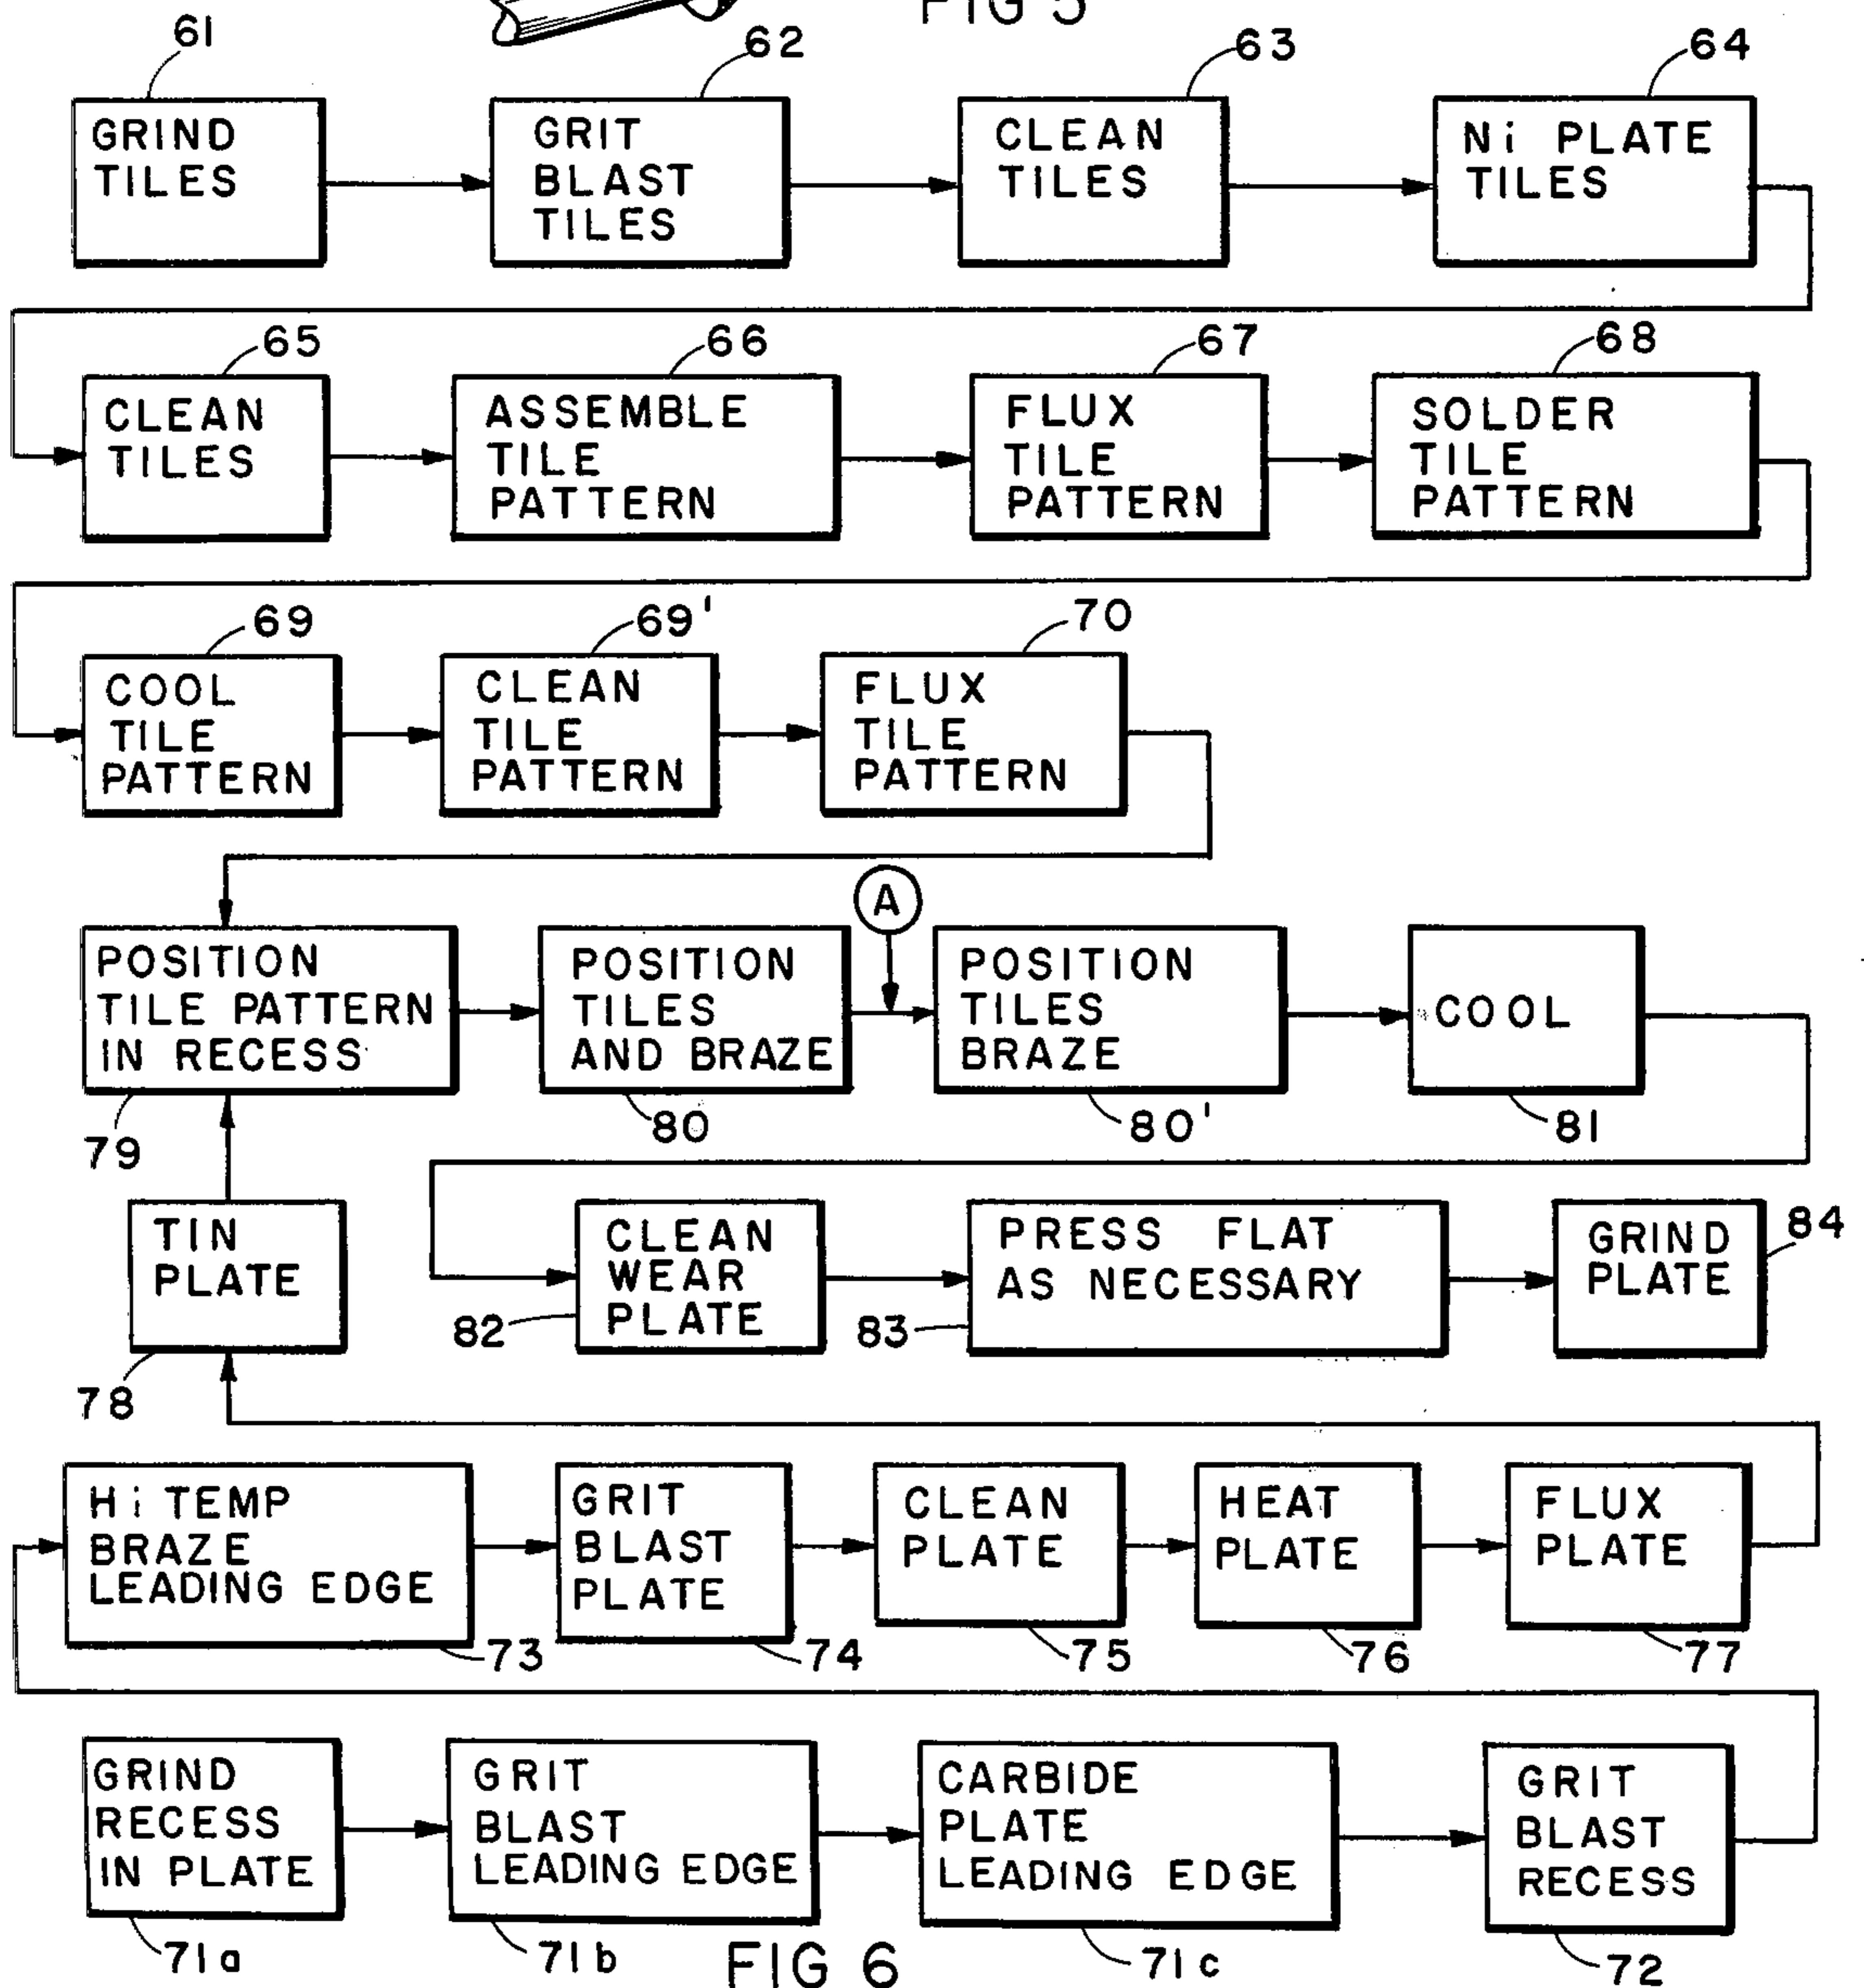 FIG 5
61
62
63
64
GRIND
TILES
GRIT
BLAST
TILES
CLEAN
TILES
Ni PLATE
TILES
65
66
67
68
CLEAN
TILES
ASSEMBLE
TILE
PATTERN
FLUX
TILE
PATTERN
SOLDER
TILE
PATTERN
69
69'
70
COOL
TILE
PATTERN
CLEAN
TILE
PATTERN
FLUX
TILE
PATTERN
A
POSITION
TILE PATTERN
IN RECESS
POSITION
TILES
AND BRAZE
POSITION
TILES
BRAZE
COOL
79
80
80'
81
TIN
PLATE
CLEAN
WEAR
PLATE
PRESS FLAT
AS NECESSARY
GRIND
PLATE
84
82
83
78
Hi TEMP
BRAZE
LEADING EDGE
GRIT
BLAST
PLATE
CLEAN
PLATE
HEAT
PLATE
FLUX
PLATE
73
74
75
76
77
GRIND
RECESS
IN PLATE
GRIT
BLAST
LEADING EDGE
CARBIDE
PLATE
LEADING EDGE
GRIT
BLAST
RECESS
71a
71b
71c
72
FIG 6